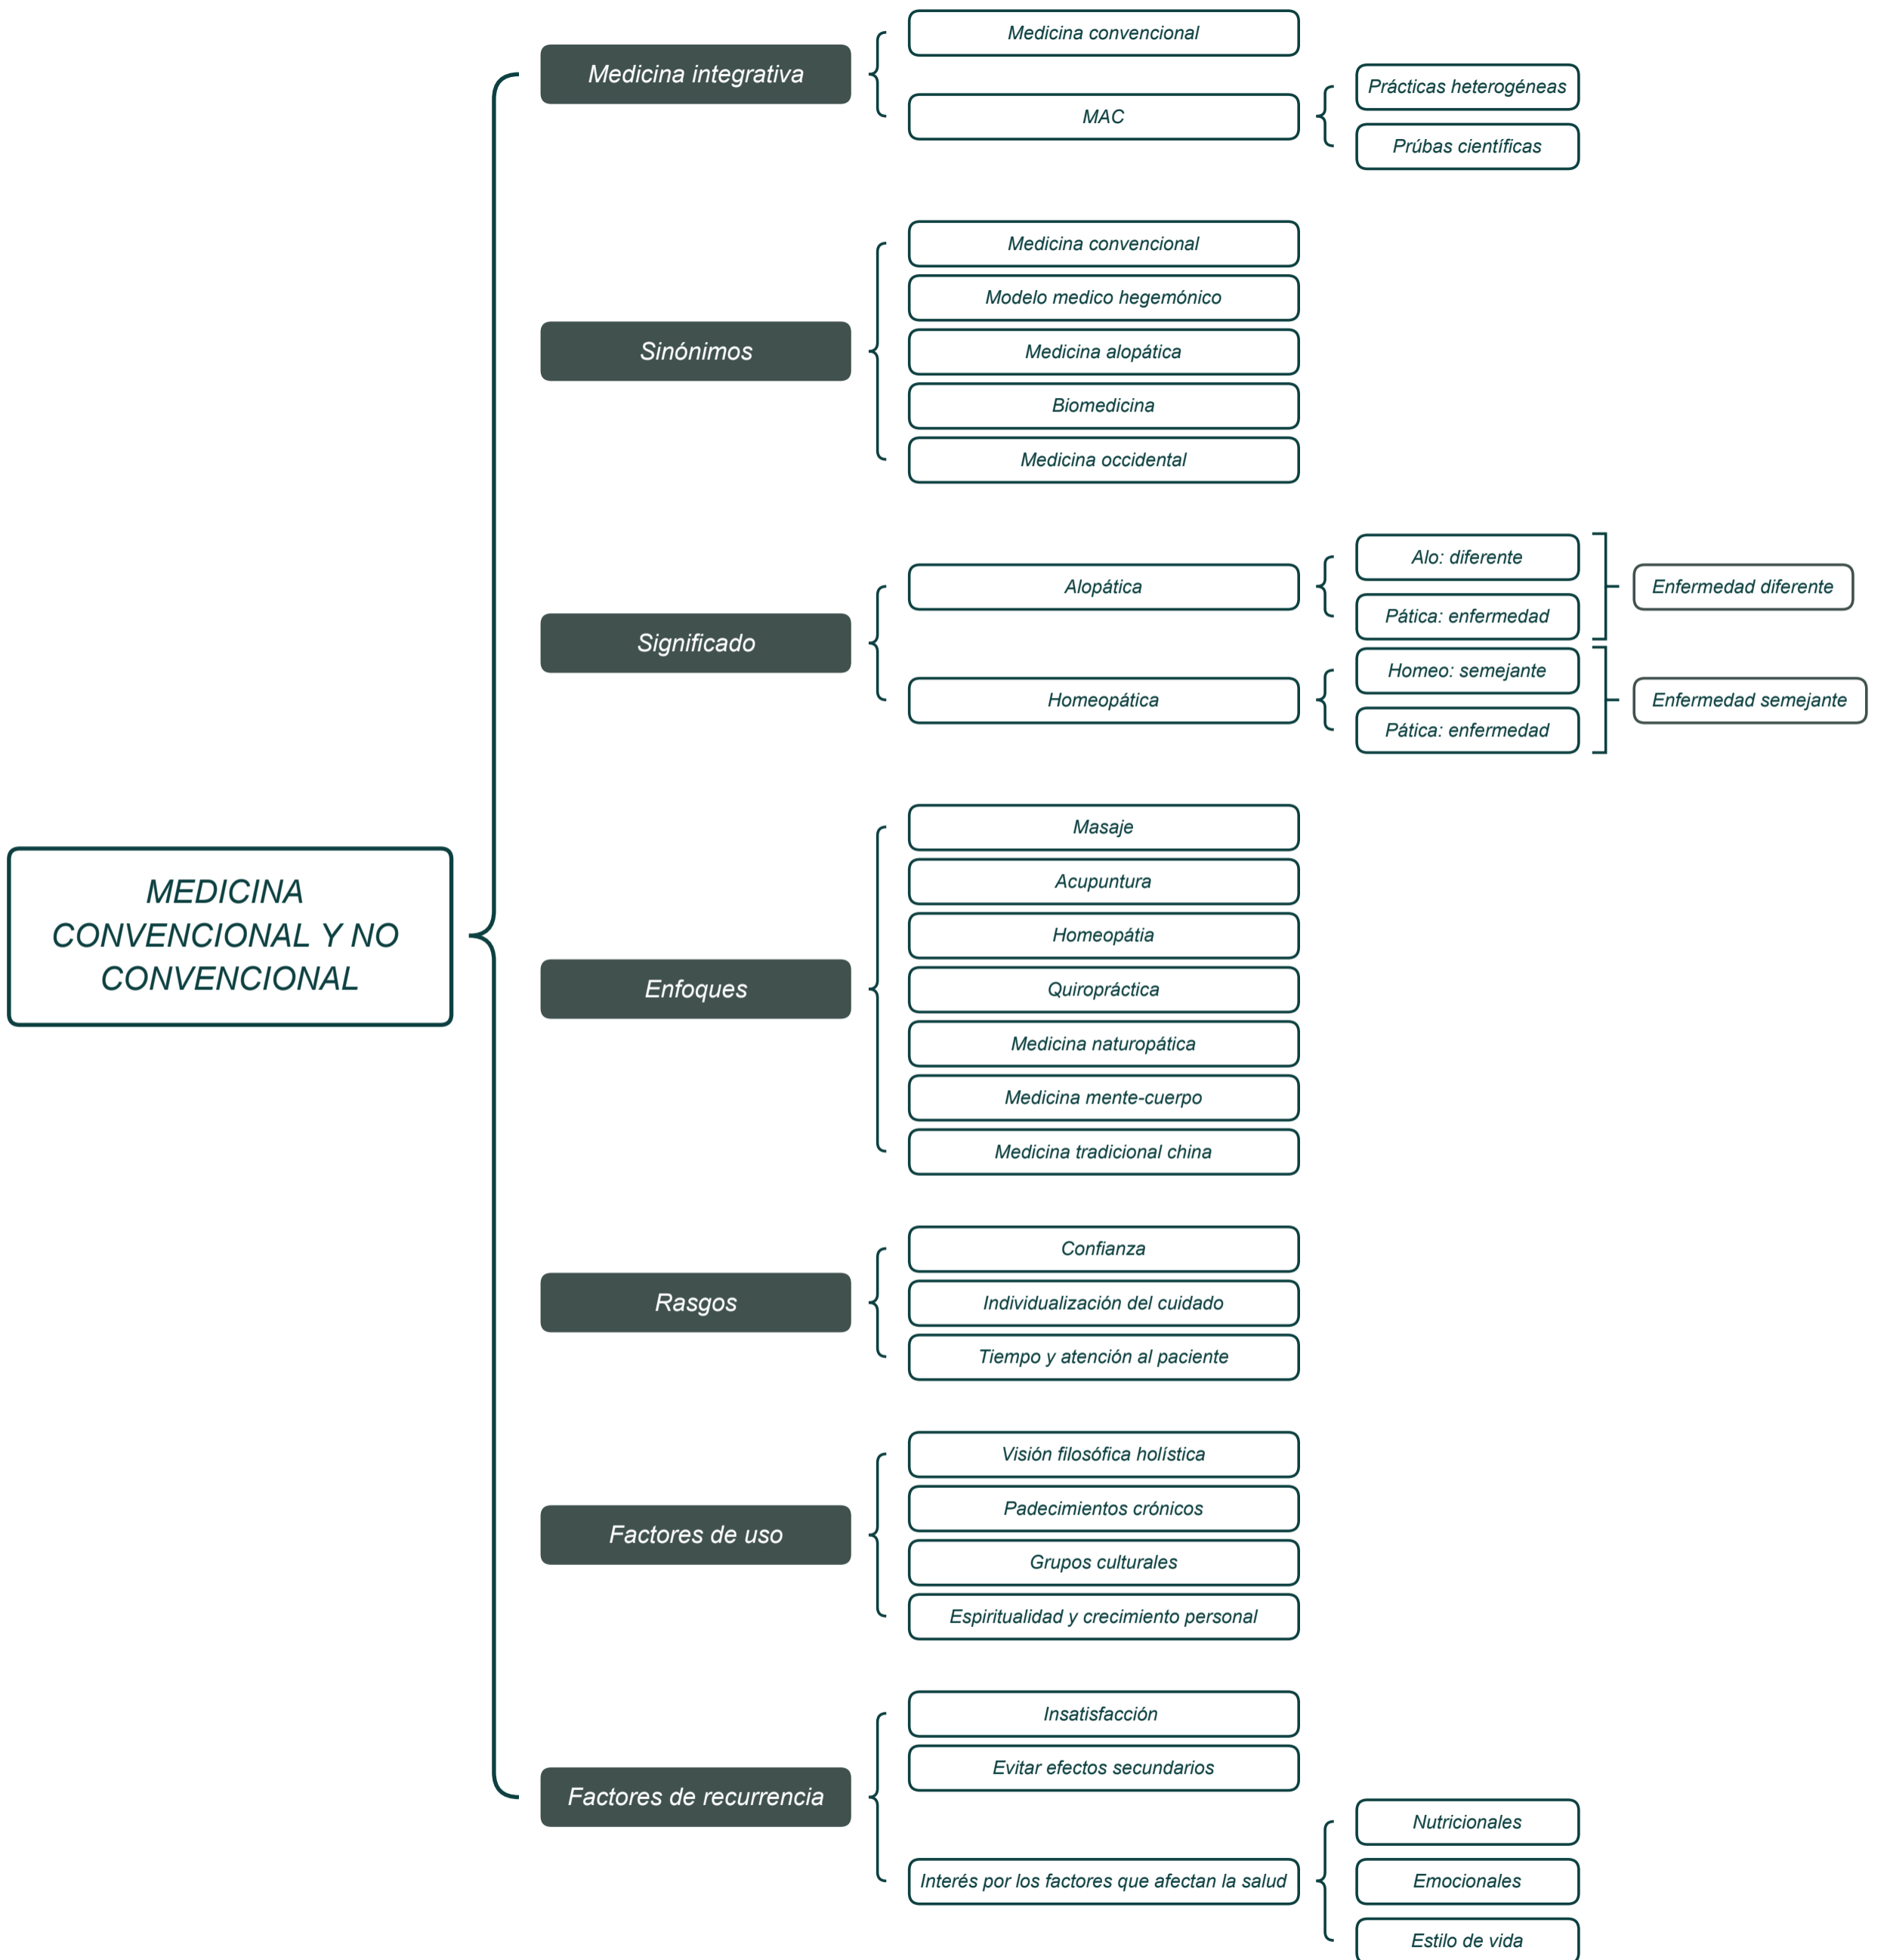 MEDICINA
CONVENCIONAL Y NO
CONVENCIONAL
Medicina integrativa
Medicina convencional
MAC
Prácticas heterogéneas
Prúbas científicas
Sinónimos
Medicina convencional
Modelo medico hegemónico
Medicina alopática
Biomedicina
Medicina occidental
Significado
Alopática
Alo: diferente
Pática: enfermedad
Enfermedad diferente
Homeopática
Homeo: semejante
Pática: enfermedad
Enfermedad semejante
Enfoques
Masaje
Acupuntura
Homeopátia
Quiropráctica
Medicina naturopática
Medicina mente-cuerpo
Medicina tradicional china
Rasgos
Confianza
Individualización del cuidado
Tiempo y atención al paciente
Factores de uso
Visión filosófica holística
Padecimientos crónicos
Grupos culturales
Espiritualidad y crecimiento personal
Factores de recurrencia
Insatisfacción
Evitar efectos secundarios
Interés por los factores que afectan la salud
Nutricionales
Emocionales
Estilo de vida